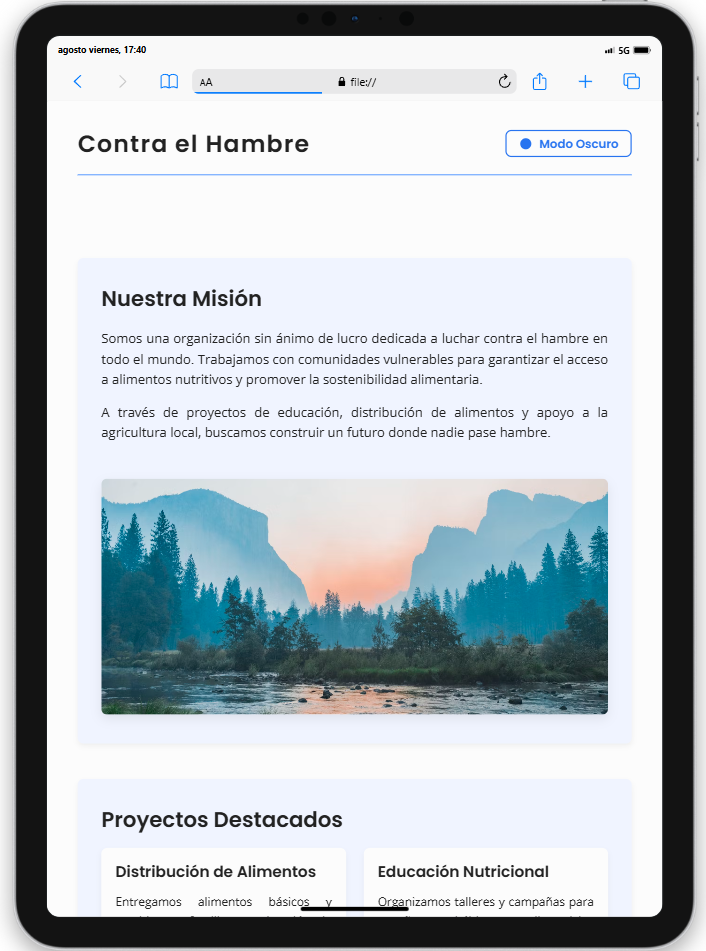 agosto viernes, 17:40
5G
AA
file://
Contra el Hambre
Modo Oscuro
Nuestra Misión
Somos una organización sin ánimo de lucro dedicada a luchar contra el hambre en
todo el mundo. Trabajamos con comunidades vulnerables para garantizar el acceso
a alimentos nutritivos y promover la sostenibilidad alimentaria.
A través de proyectos de educación, distribución de alimentos y apoyo a la
agricultura local, buscamos construir un futuro donde nadie pase hambre.
Proyectos Destacados
Distribución de Alimentos
Entregamos alimentos básicos y
Educación Nutricional
Organizamos talleres y campañas para